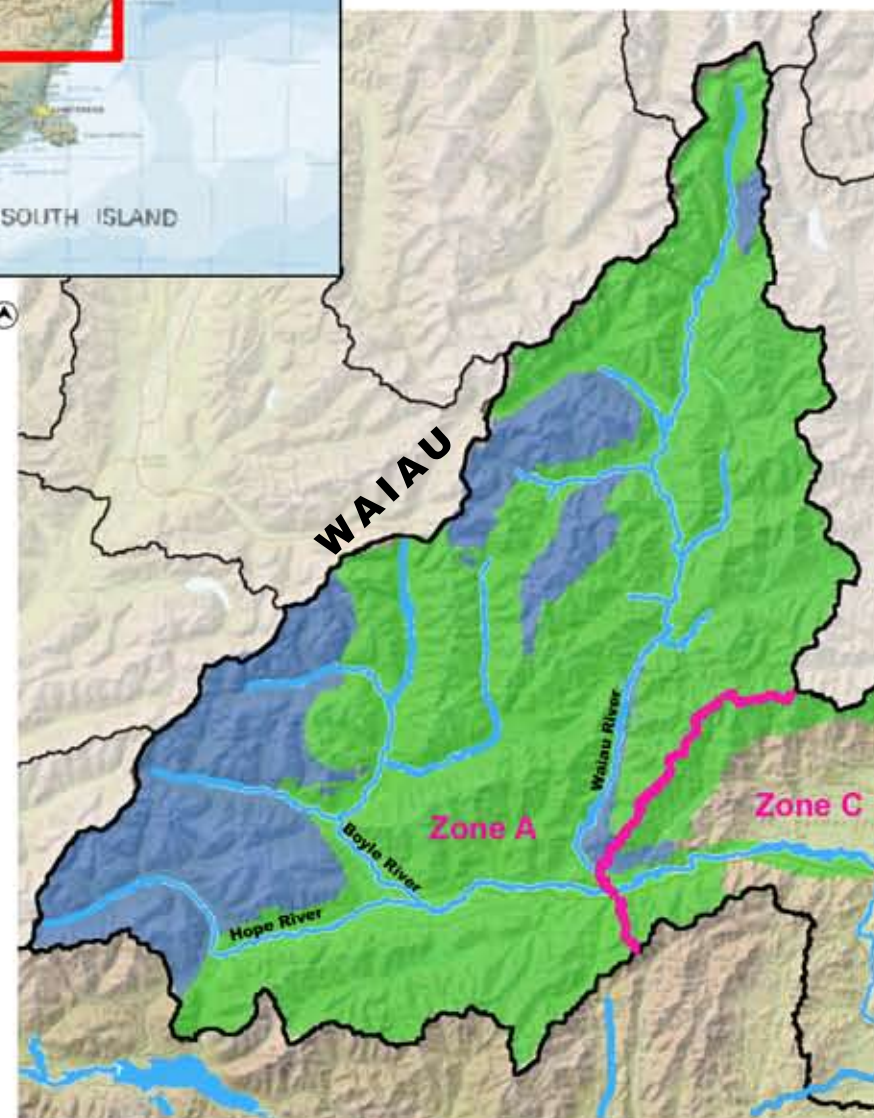 SOUTH ISLAND
WAIAU
Waiau River
Zone C
Zone A
Boyle River
Hope River